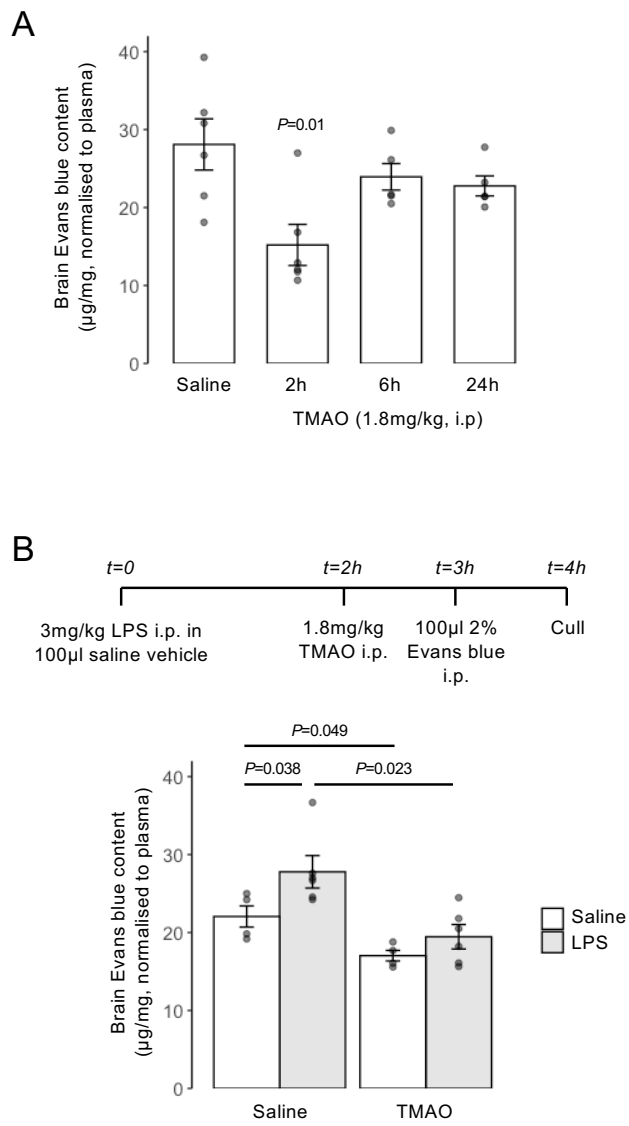 A
Brain Evans blue content
(µg/mg, normalised to plasma)
40
30
20
10
0
P=0.01
Saline
2h
6h
24h
TMAO (1.8mg/kg, i.p)
B
t=0
t=2h
t=3h
t=4h
3mg/kg LPS i.p. in
100µl saline vehicle
1.8mg/kg
TMAO i.p.
100µl 2%
Evans blue
i.p.
Cull
Brain Evans blue content
(µg/mg, normalised to plasma)
40
30
20
10
0
P=0.049
P=0.038
P=0.023
Saline
TMAO
Saline
LPS